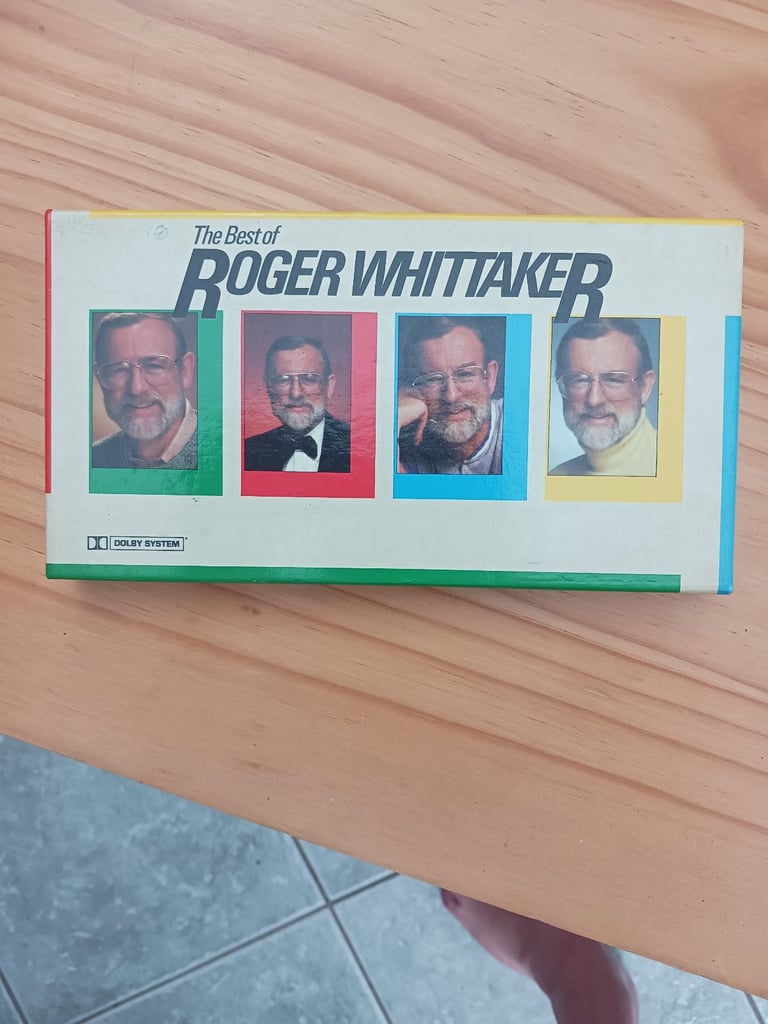 The Best of
ROGER WHITTAKER
DOLBY SYSTEM